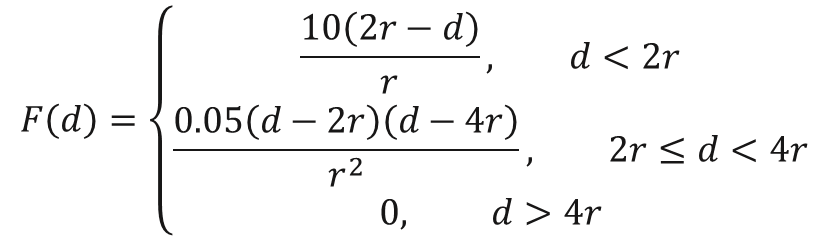 F(d) = { 10(2r − d) / r, d < 2r
0.05(d − 2r)(d − 4r) / r², 2r ≤ d < 4r
0, d > 4r